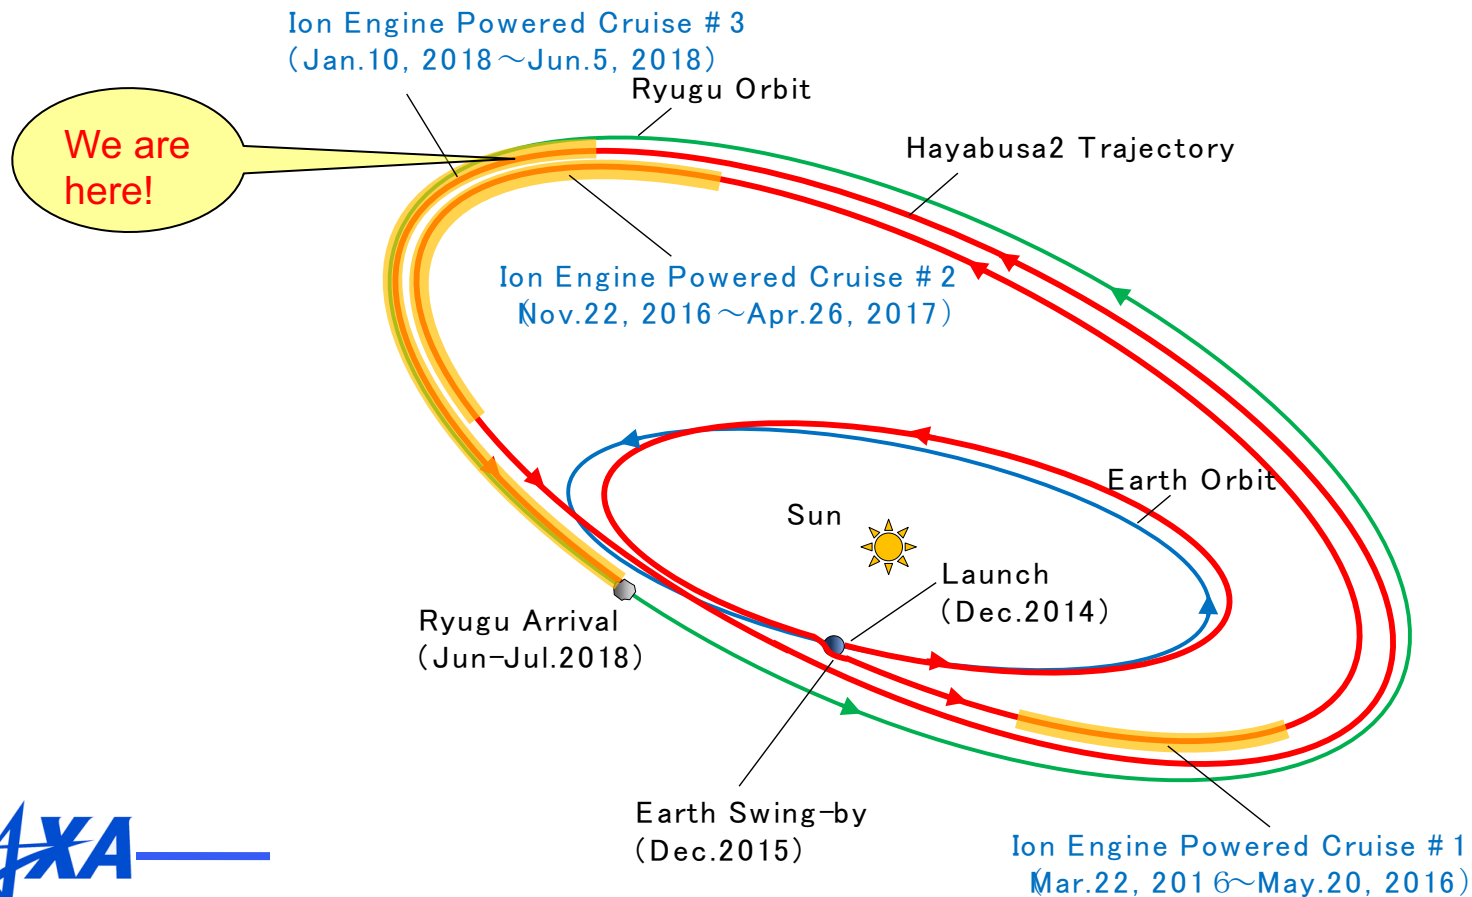 Ion Engine Powered Cruise #3
(Jan.10, 2018～Jun.5, 2018)
Ryugu Orbit
We are
here!
Hayabusa2 Trajectory
Ion Engine Powered Cruise #2
(Nov.22, 2016～Apr.26, 2017)
Earth Orbit
Sun
Launch
(Dec.2014)
Ryugu Arrival
(Jun-Jul.2018)
Earth Swing-by
(Dec.2015)
Ion Engine Powered Cruise #1
(Mar.22, 2016～May.20, 2016)
AXA